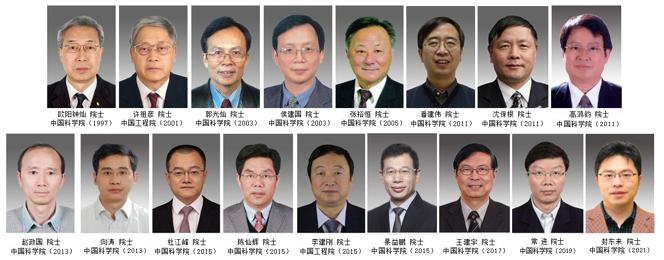 欧阳钟灿 院士
中国科学院（1997）
许祖彦 院士
中国工程院（2001）
郭光灿 院士
中国科学院（2003）
侯建国 院士
中国科学院（2003）
张裕恒 院士
中国科学院（2005）
潘建伟 院士
中国科学院（2011）
沈保根 院士
中国科学院（2011）
高鸿钧 院士
中国科学院（2011）
赵政国 院士
中国科学院（2013）
向涛 院士
中国科学院（2013）
杜江峰 院士
中国科学院（2015）
陈仙辉 院士
中国科学院（2015）
李建刚 院士
中国工程院（2015）
景益鹏 院士
中国科学院（2015）
王建宇 院士
中国科学院（2017）
常 进 院士
中国科学院（2019）
封东来 院士
中国科学院（2021）